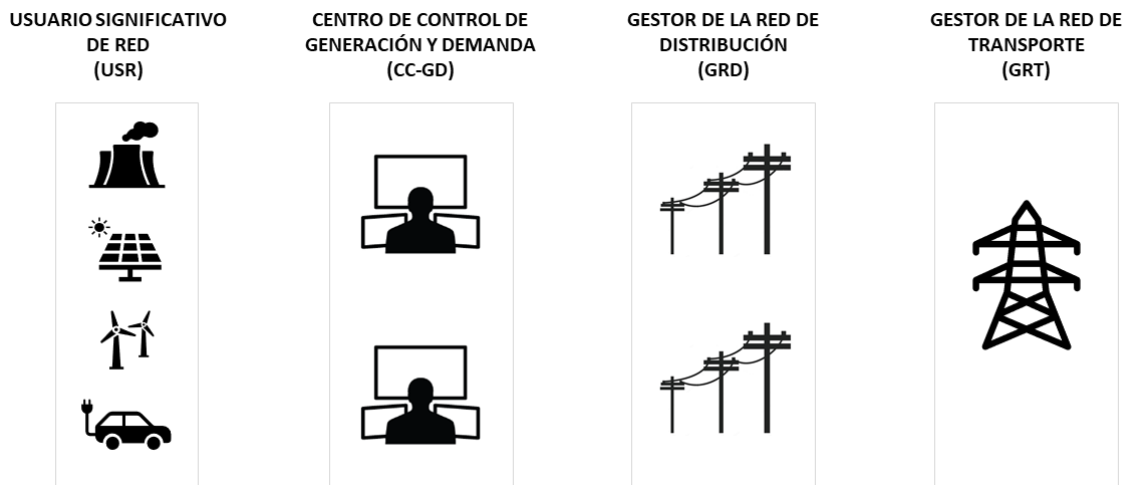 USUARIO SIGNIFICATIVO
DE RED
(USR)
CENTRO DE CONTROL DE
GENERACIÓN Y DEMANDA
(CC-GD)
GESTOR DE LA RED DE
DISTRIBUCIÓN
(GRD)
GESTOR DE LA RED DE
TRANSPORTE
(GRT)